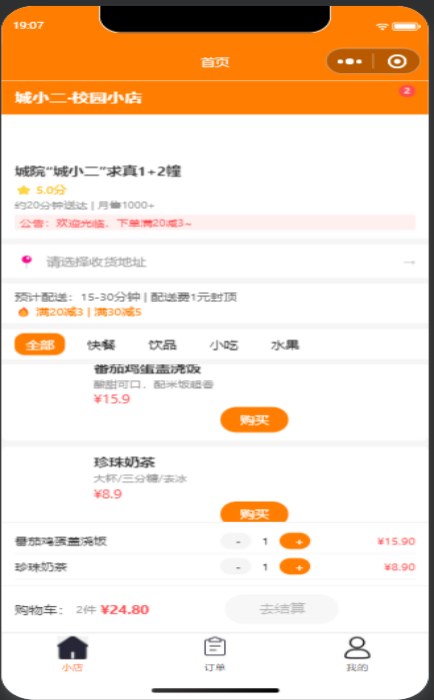 19:07
首页
城小二-校园小店
2
城院“城小二”求真1+2幢
5.0分
约20分钟送达 | 月售1000+
公告：欢迎光临，下单满20减3~
请选择收货地址 →
预计配送：15-30分钟 | 配送费1元封顶
满20减3 | 满30减5
全部 快餐 饮品 小吃 水果
番茄鸡蛋盖浇饭
酸甜可口，配米饭超香
¥15.9
购买
珍珠奶茶
大杯/三分糖/去冰
¥8.9
购买
番茄鸡蛋盖浇饭 - 1 + ¥15.90
珍珠奶茶 - 1 + ¥8.90
购物车： 2件 ¥24.80 去结算
小店 订单 我的